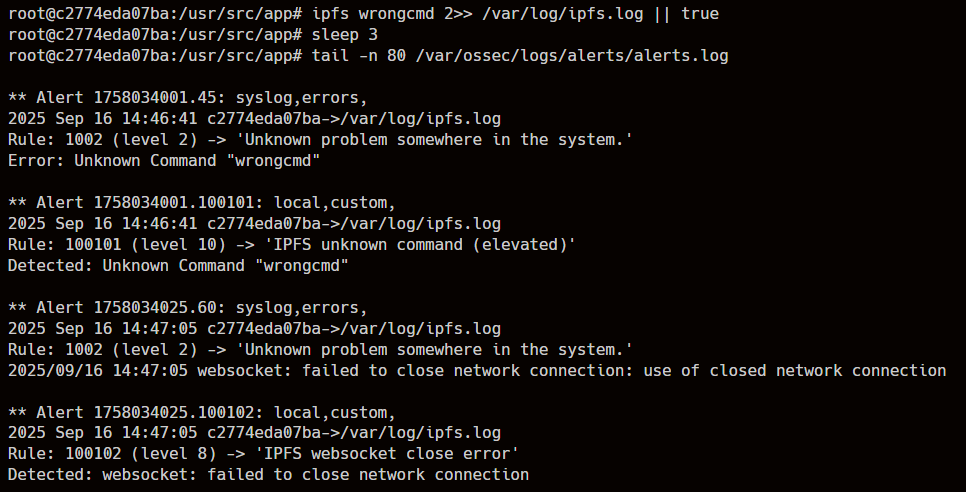 root@c2774eda07ba:/usr/src/app# ipfs wrongcmd 2>> /var/log/ipfs.log || true
root@c2774eda07ba:/usr/src/app# sleep 3
root@c2774eda07ba:/usr/src/app# tail -n 80 /var/ossec/logs/alerts/alerts.log
** Alert 1758034001.45: syslog,errors,
2025 Sep 16 14:46:41 c2774eda07ba->/var/log/ipfs.log
Rule: 1002 (level 2) -> 'Unknown problem somewhere in the system.'
Error: Unknown Command "wrongcmd"
** Alert 1758034001.100101: local,custom,
2025 Sep 16 14:46:41 c2774eda07ba->/var/log/ipfs.log
Rule: 100101 (level 10) -> 'IPFS unknown command (elevated)'
Detected: Unknown Command "wrongcmd"
** Alert 1758034025.60: syslog,errors,
2025 Sep 16 14:47:05 c2774eda07ba->/var/log/ipfs.log
Rule: 1002 (level 2) -> 'Unknown problem somewhere in the system.'
2025/09/16 14:47:05 websocket: failed to close network connection: use of closed network connection
** Alert 1758034025.100102: local,custom,
2025 Sep 16 14:47:05 c2774eda07ba->/var/log/ipfs.log
Rule: 100102 (level 8) -> 'IPFS websocket close error'
Detected: websocket: failed to close network connection